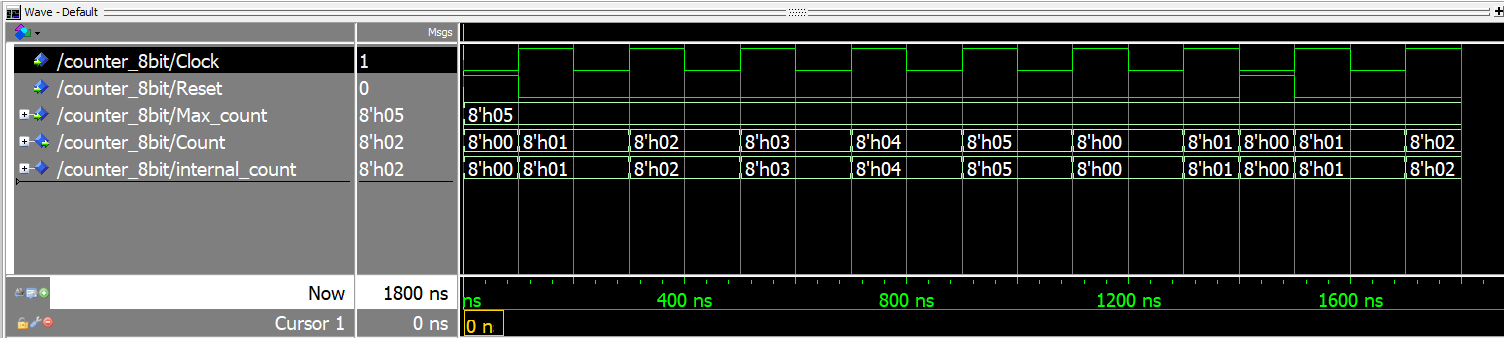 Wave - Default
Msgs
/counter_8bit/Clock 1
/counter_8bit/Reset 0
/counter_8bit/Max_count 8'h05 8'h05
/counter_8bit/Count 8'h02 8'h00 8'h01 8'h02 8'h03 8'h04 8'h05 8'h00 8'h01 8'h00 8'h01 8'h02
/counter_8bit/internal_count 8'h02 8'h00 8'h01 8'h02 8'h03 8'h04 8'h05 8'h00 8'h01 8'h00 8'h01 8'h02
Now 1800 ns ns 400 ns 800 ns 1200 ns 1600 ns
Cursor 1 0 ns 0 n